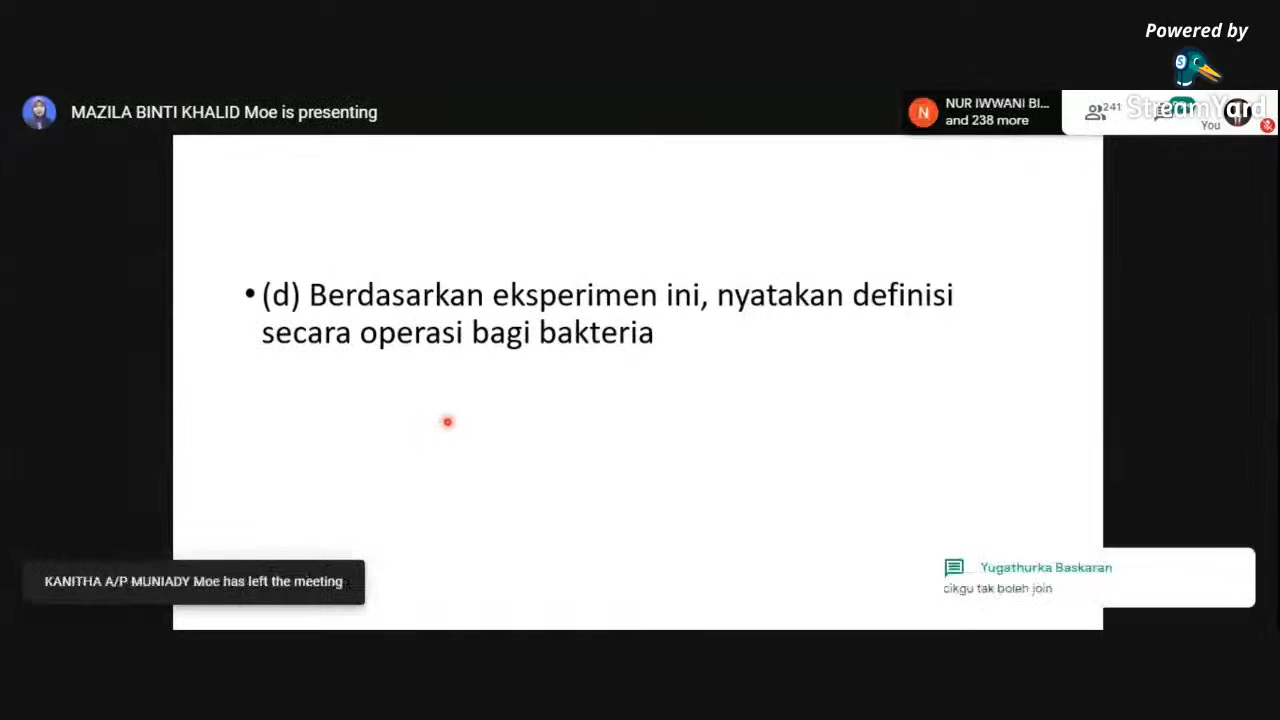 Powered by
StreamYard
MAZILA BINTI KHALID Moe is presenting
N
NUR IWWANI BI...
and 238 more
241
You
• (d) Berdasarkan eksperimen ini, nyatakan definisi
secara operasi bagi bakteria
KANITHA A/P MUNIADY Moe has left the meeting
Yugathurka Baskaran
cikgu tak boleh join